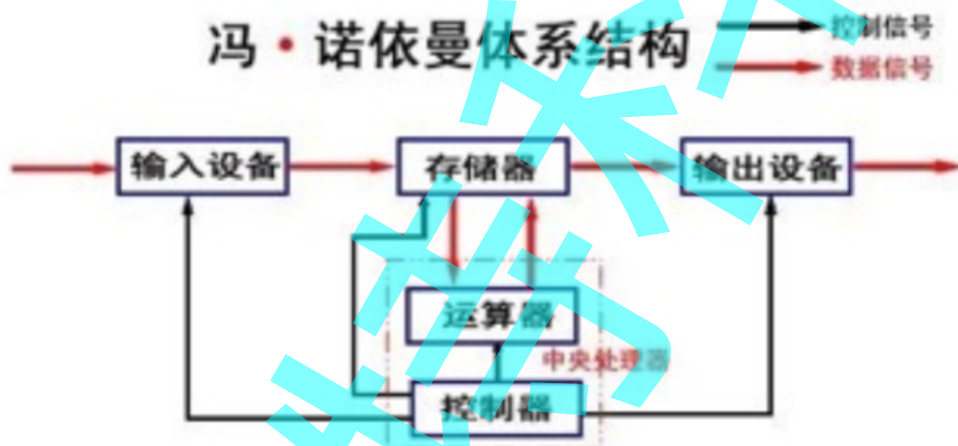 冯·诺依曼体系结构
控制信号
数据信号
输入设备
存储器
输出设备
运算器
中央处理器
控制器